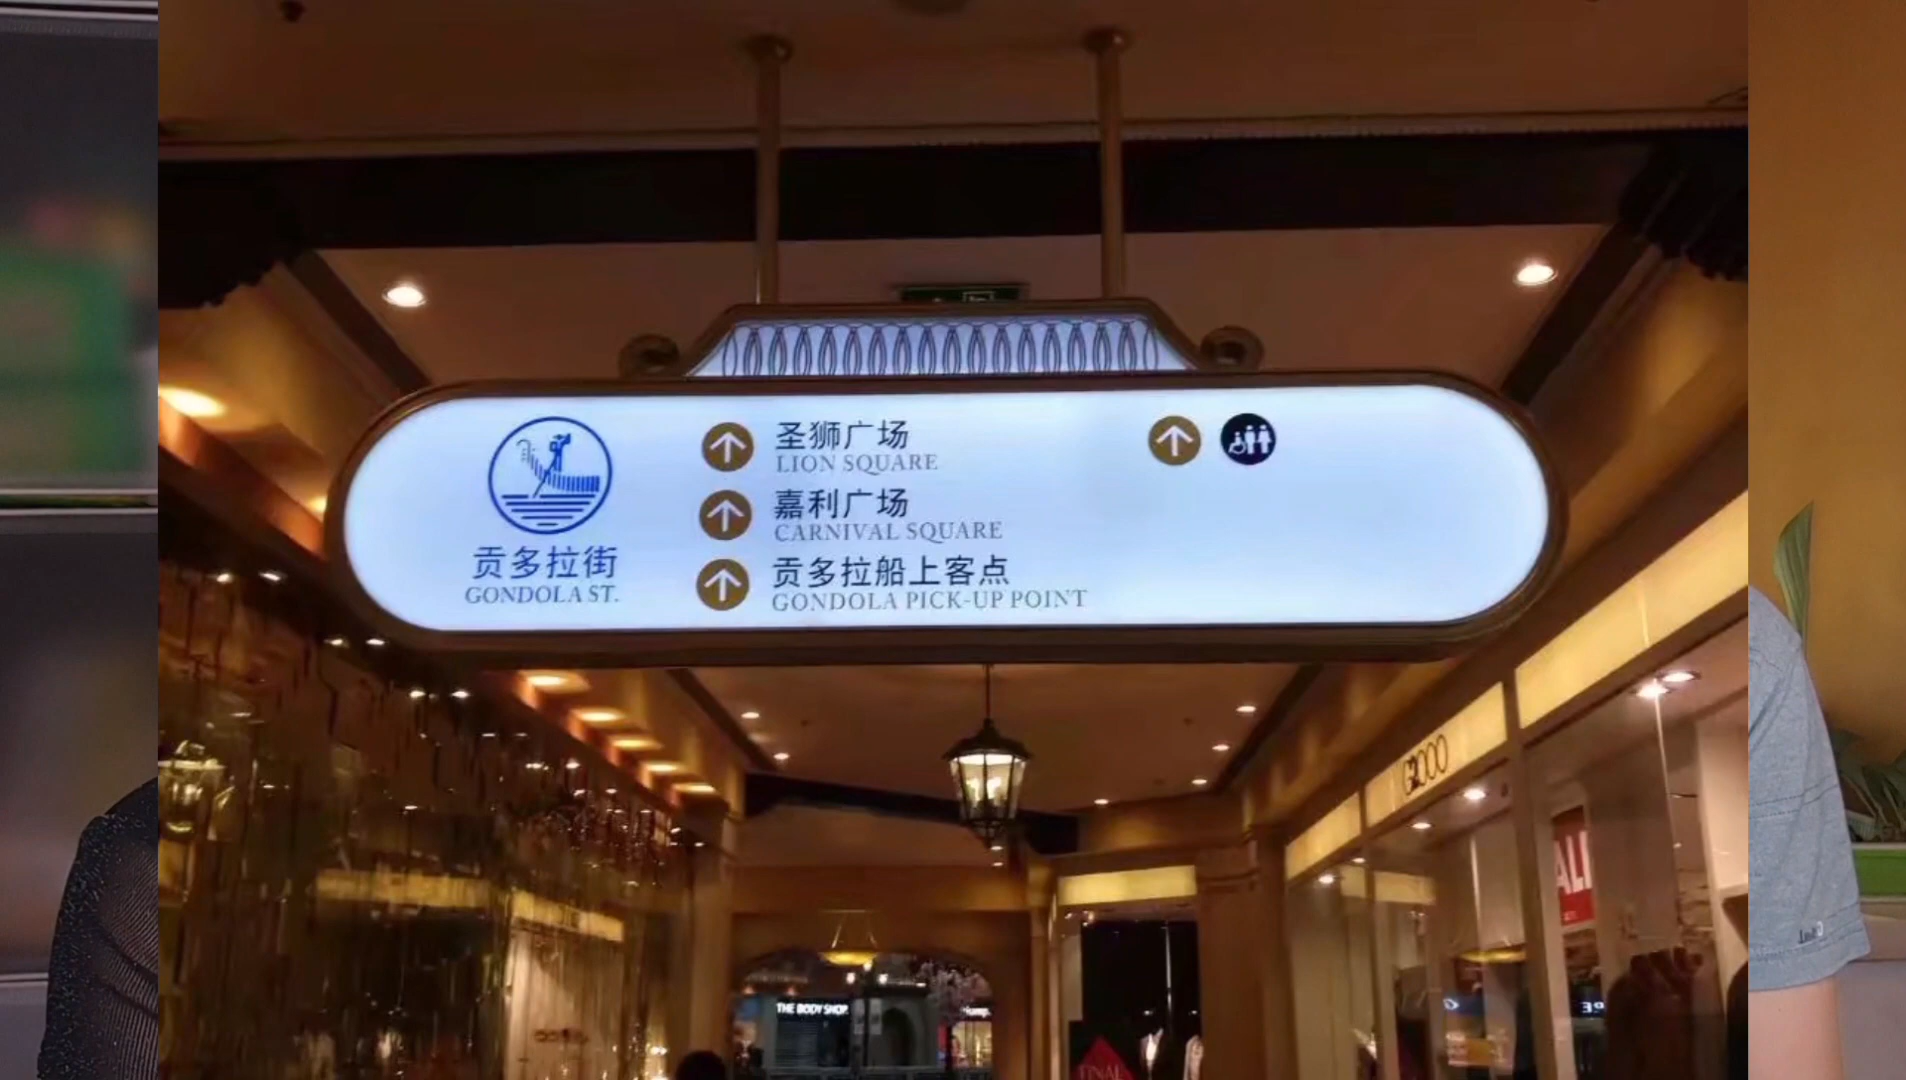 圣狮广场
LION SQUARE
嘉利广场
CARNIVAL SQUARE
贡多拉街
GONDOLA ST.
贡多拉船上客点
GONDOLA PICK-UP POINT
G2000
THE BODY SHOP
FINAL